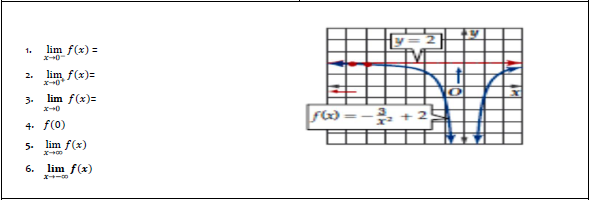 1. lim f(x) =
x→0⁻
2. lim f(x)=
x→0⁺
3. lim f(x)=
x→0
4. f(0)
5. lim f(x)
x→∞
6. lim f(x)
x→−∞
y = 2
y
O
x
f(x) = − 3/x² + 2